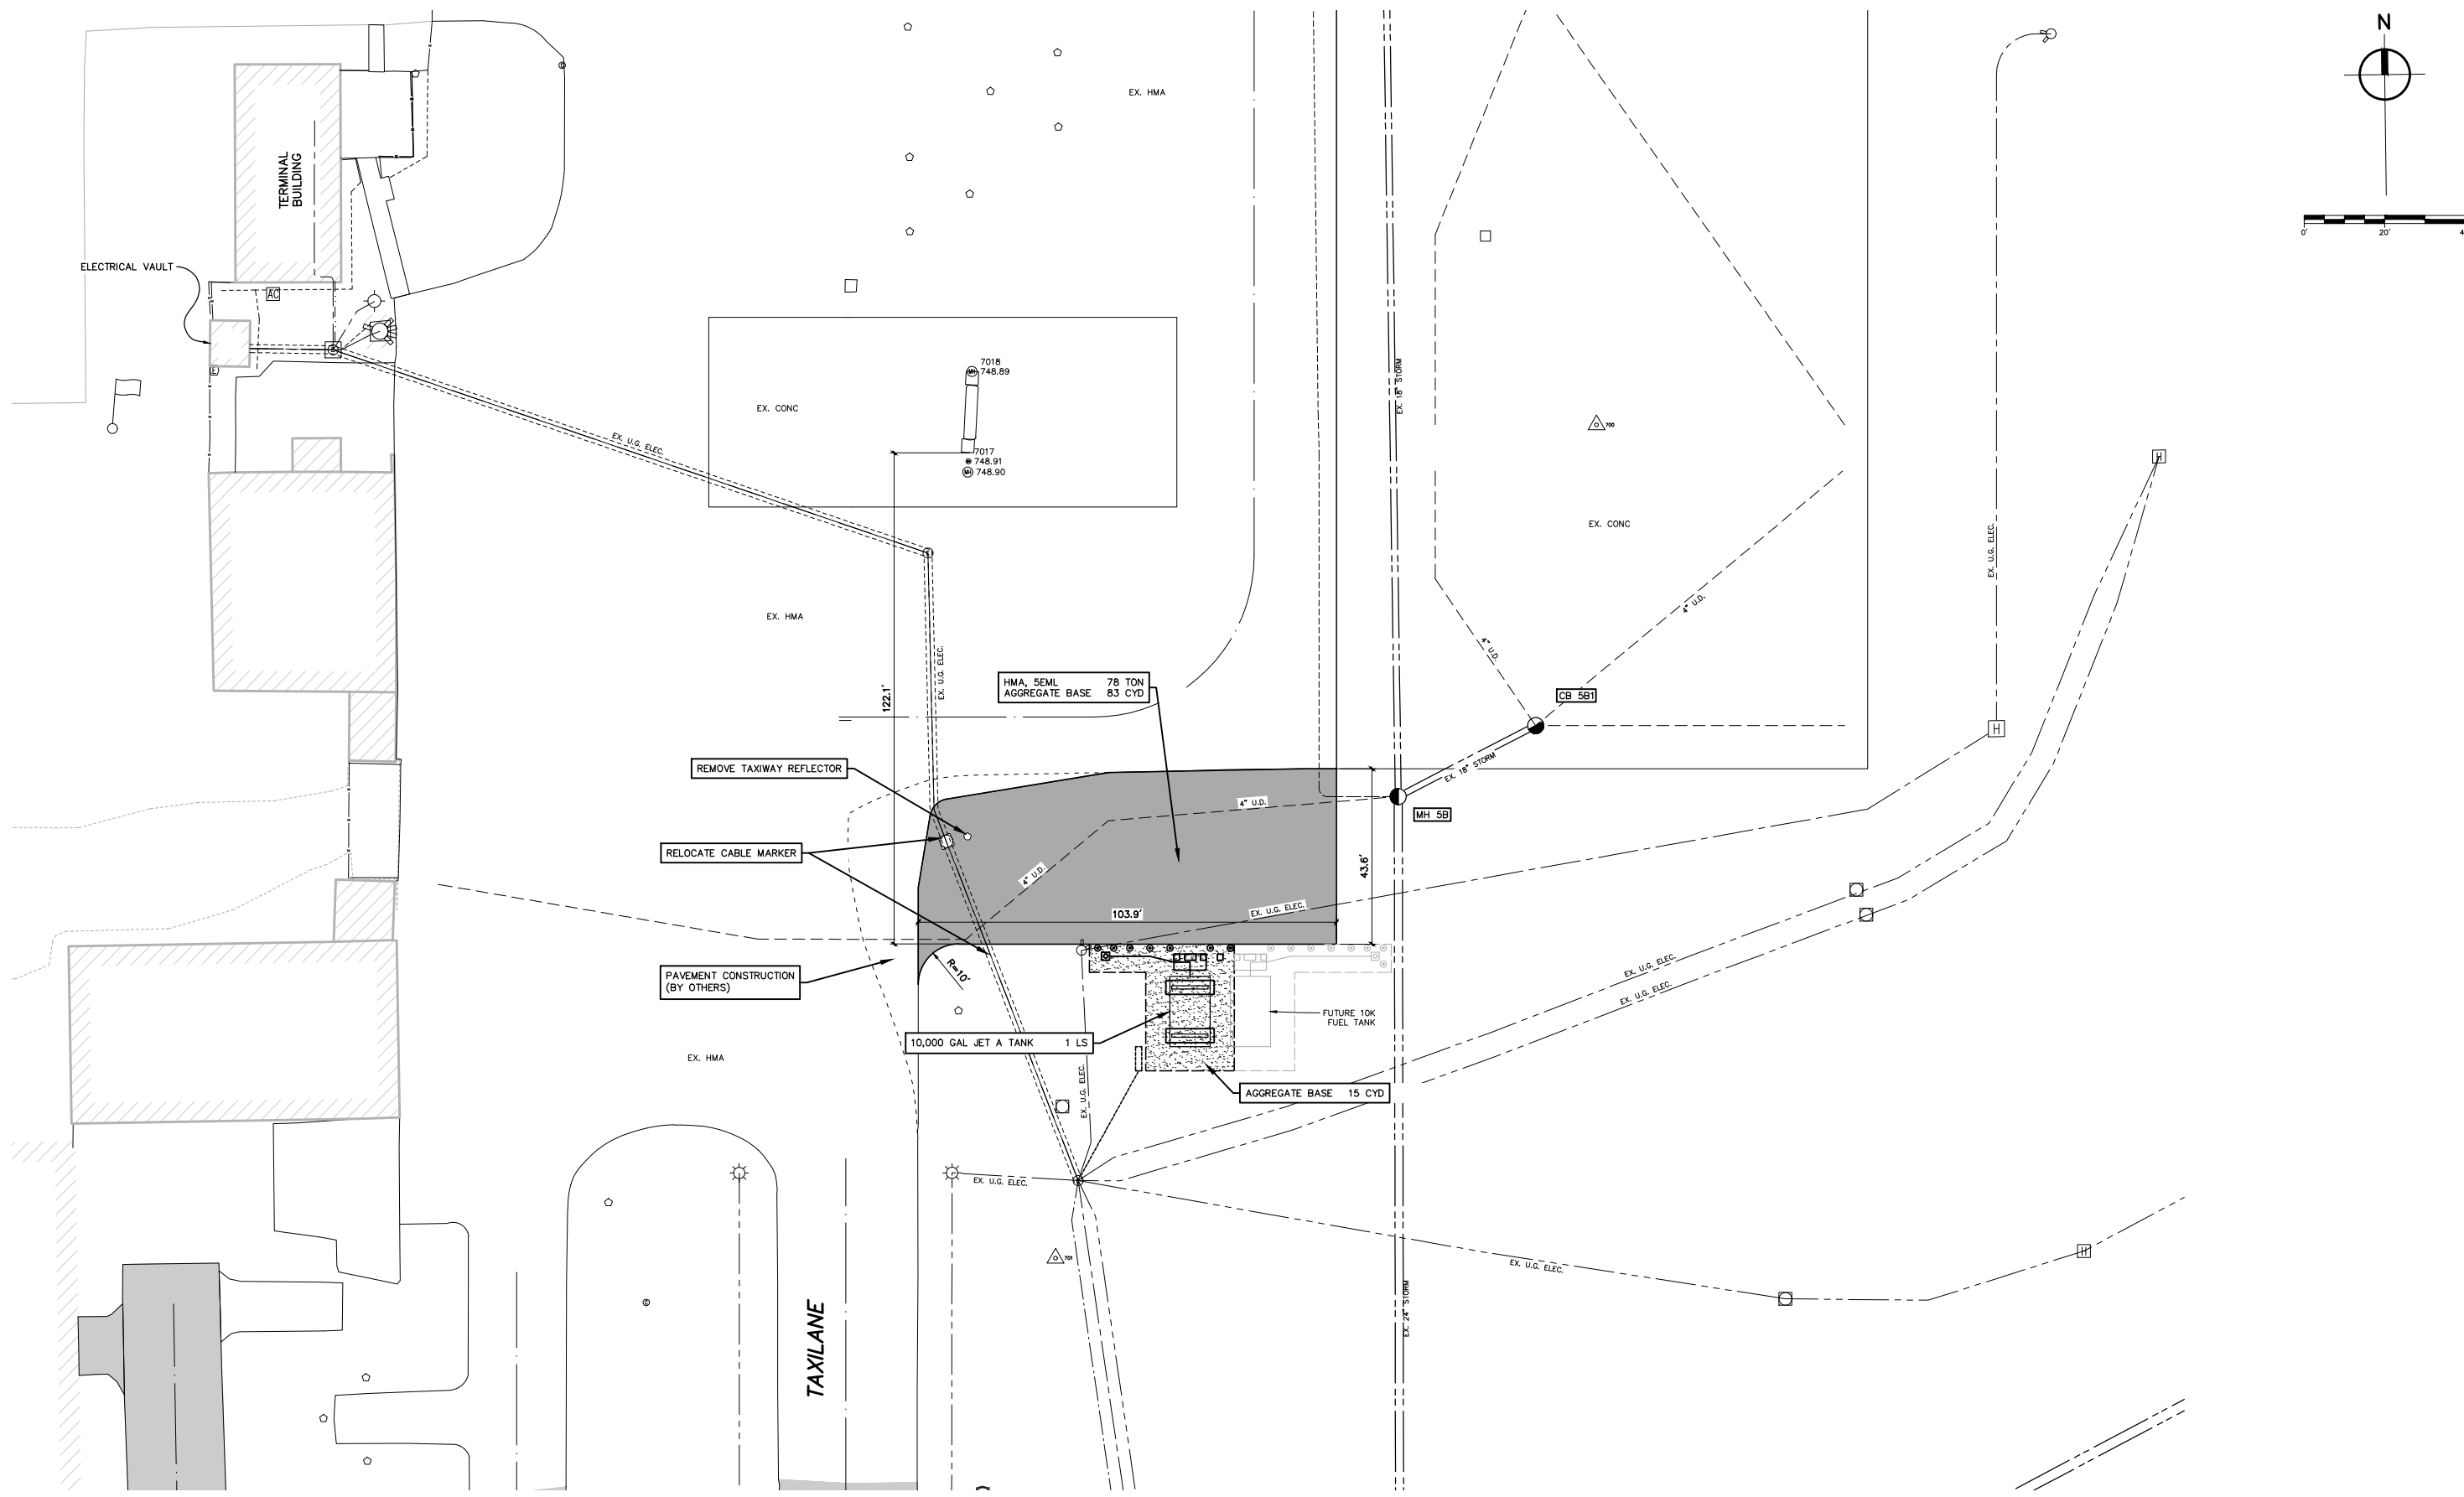 N
0'
20'
EX. HMA
TERMINAL
BUILDING
ELECTRICAL VAULT
AC
E
7018
748.89
MH
EX. CONC
7017
748.91
MH
748.90
EX. U.G. ELEC.
EX. 18" STORM
700
H
EX. CONC
EX. U.G. ELEC.
EX. HMA
4" U.D.
4" U.D.
EX. U.G. ELEC.
122.1'
HMA, 5EML 78 TON
AGGREGATE BASE 83 CYD
CB 5B1
H
REMOVE TAXIWAY REFLECTOR
EX. 18" STORM
4" U.D.
MH 5B
RELOCATE CABLE MARKER
43.6'
4" U.D.
103.9'
EX. U.G. ELEC.
PAVEMENT CONSTRUCTION
(BY OTHERS)
R=10'
EX. U.G. ELEC.
EX. U.G. ELEC.
FUTURE 10K
FUEL TANK
10,000 GAL JET A TANK 1 LS
EX. HMA
EX. U.G. ELEC.
AGGREGATE BASE 15 CYD
EX. U.G. ELEC.
701
H
EX. U.G. ELEC.
EX. 24" STORM
TAXILANE